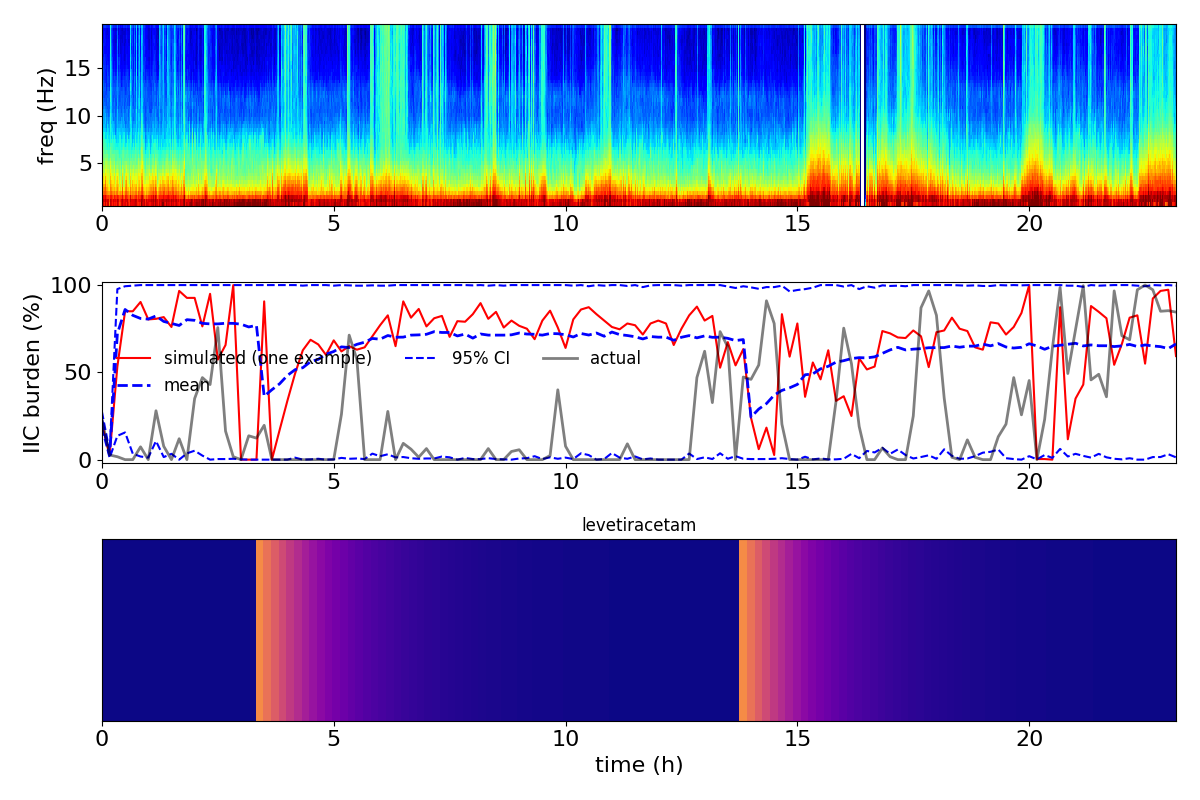 freq (Hz)
15
10
5
0 5 10 15 20
IIC burden (%)
100
50
0
simulated (one example) 95% CI actual
mean
0 5 10 15 20
levetiracetam
0 5 10 15 20
time (h)